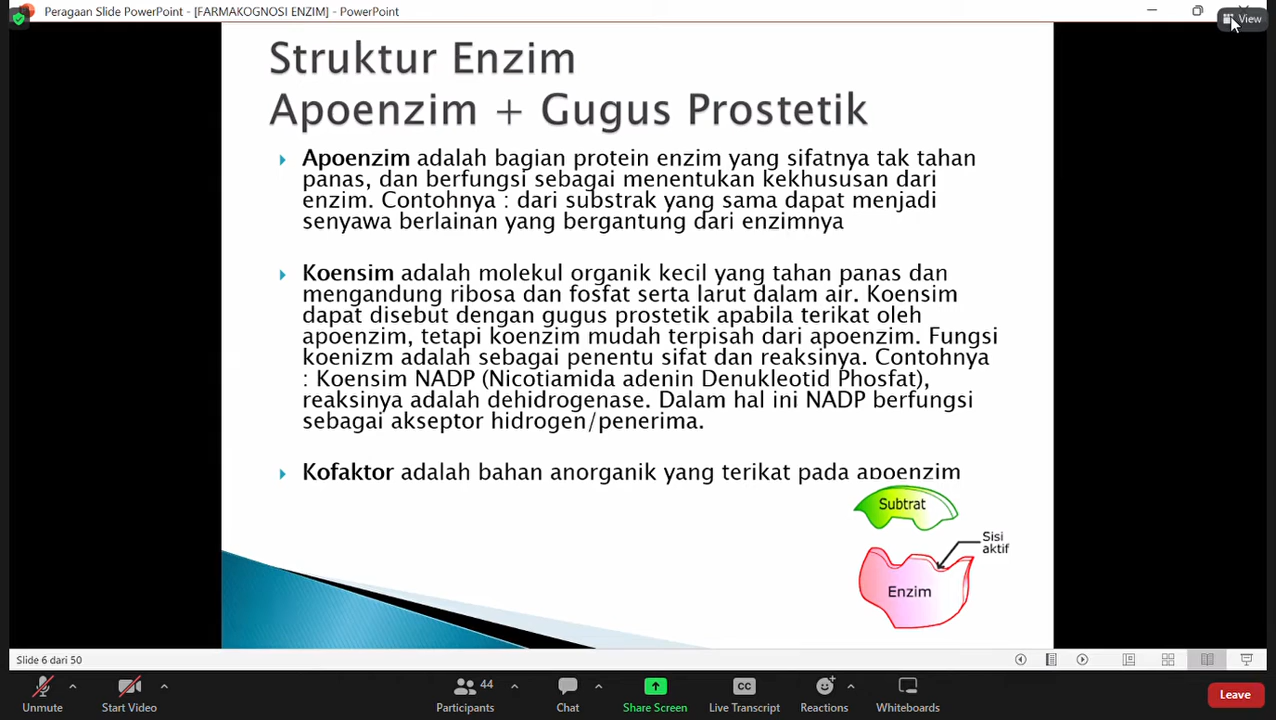 Peragaan Slide PowerPoint - [FARMAKOGNOSI ENZIM] - PowerPoint
View
Struktur Enzim
Apoenzim + Gugus Prostetik
Apoenzim adalah bagian protein enzim yang sifatnya tak tahan
panas, dan berfungsi sebagai menentukan kekhususan dari
enzim. Contohnya : dari substrak yang sama dapat menjadi
senyawa berlainan yang bergantung dari enzimnya
Koensim adalah molekul organik kecil yang tahan panas dan
mengandung ribosa dan fosfat serta larut dalam air. Koensim
dapat disebut dengan gugus prostetik apabila terikat oleh
apoenzim, tetapi koenzim mudah terpisah dari apoenzim. Fungsi
koenizm adalah sebagai penentu sifat dan reaksinya. Contohnya
: Koensim NADP (Nicotiamida adenin Denukleotid Phosfat),
reaksinya adalah dehidrogenase. Dalam hal ini NADP berfungsi
sebagai akseptor hidrogen/penerima.
Kofaktor adalah bahan anorganik yang terikat pada apoenzim
Subtrat
Sisi
aktif
Enzim
Slide 6 dari 50
44
CC
Unmute
Start Video
Participants
Chat
Share Screen
Live Transcript
Reactions
Whiteboards
Leave